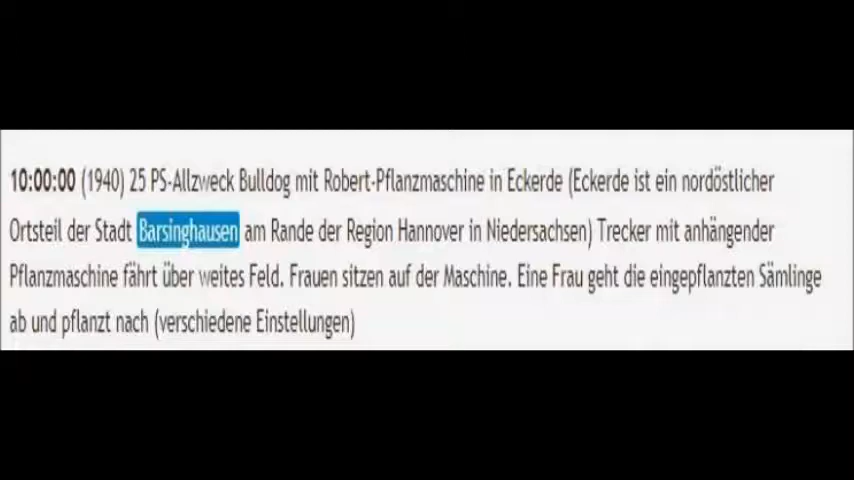 10:00:00 (1940) 25 PS-Allzweck Bulldog mit Robert-Pflanzmaschine in Eckerde (Eckerde ist ein nordöstlicher
Ortsteil der Stadt Barsinghausen am Rande der Region Hannover in Niedersachsen) Trecker mit anhängender
Pflanzmaschine fährt über weites Feld. Frauen sitzen auf der Maschine. Eine Frau geht die eingepflanzten Sämlinge
ab und pflanzt nach (verschiedene Einstellungen)